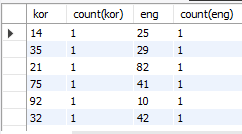 kor count(kor) eng count(eng)
14 1 25 1
35 1 29 1
21 1 82 1
75 1 41 1
92 1 10 1
32 1 42 1